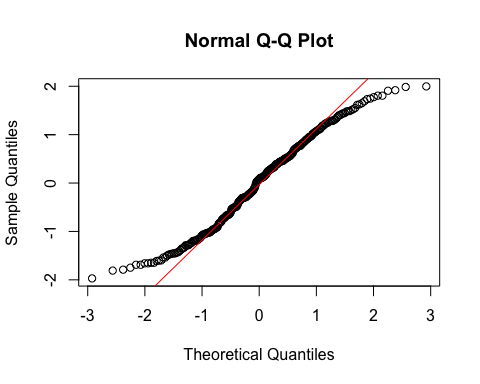 Normal Q-Q Plot
Sample Quantiles
2
1
0
-1
-2
-3 -2 -1 0 1 2 3
Theoretical Quantiles